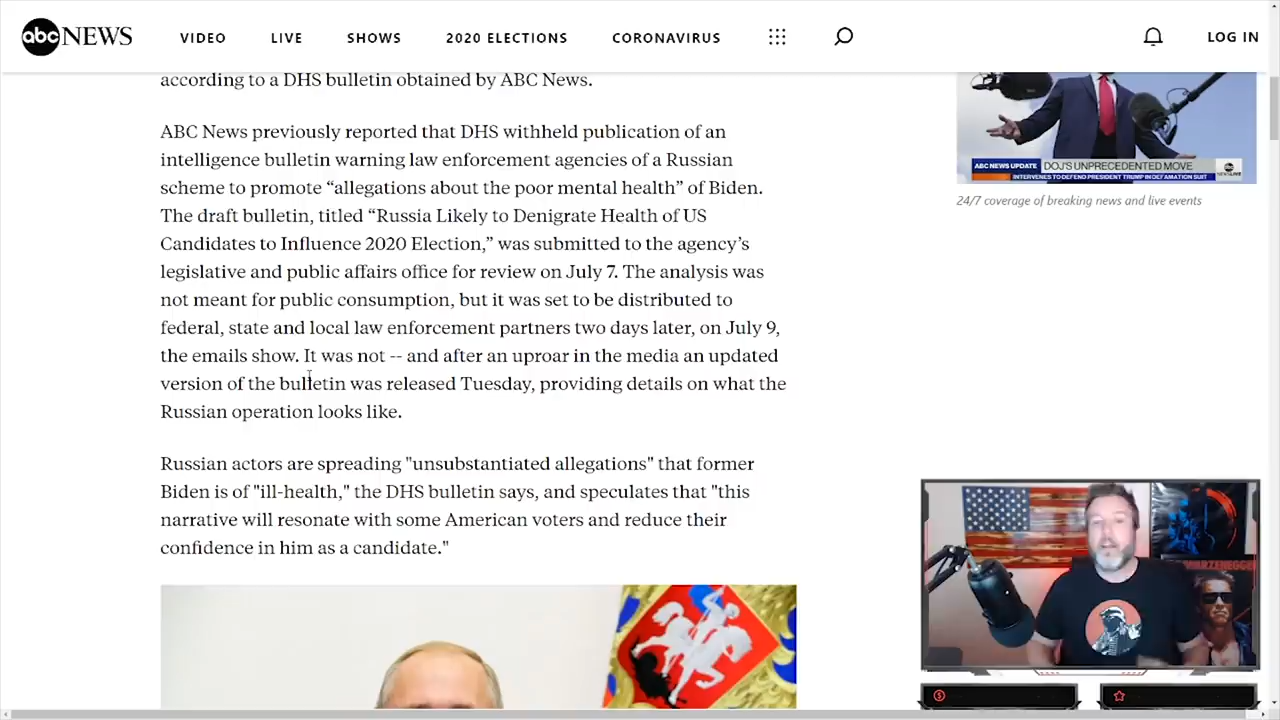 abc NEWS VIDEO LIVE SHOWS 2020 ELECTIONS CORONAVIRUS LOG IN
according to a DHS bulletin obtained by ABC News.
ABC News previously reported that DHS withheld publication of an
intelligence bulletin warning law enforcement agencies of a Russian
scheme to promote “allegations about the poor mental health” of Biden.
The draft bulletin, titled “Russia Likely to Denigrate Health of US
Candidates to Influence 2020 Election,” was submitted to the agency’s
legislative and public affairs office for review on July 7. The analysis was
not meant for public consumption, but it was set to be distributed to
federal, state and local law enforcement partners two days later, on July 9,
the emails show. It was not -- and after an uproar in the media an updated
version of the bulletin was released Tuesday, providing details on what the
Russian operation looks like.
Russian actors are spreading "unsubstantiated allegations" that former
Biden is of "ill-health," the DHS bulletin says, and speculates that "this
narrative will resonate with some American voters and reduce their
confidence in him as a candidate."
ABC NEWS UPDATE DOJ'S UNPRECEDENTED MOVE
INTERVENES TO DEFEND PRESIDENT TRUMP IN DEFAMATION SUIT
24/7 coverage of breaking news and live events